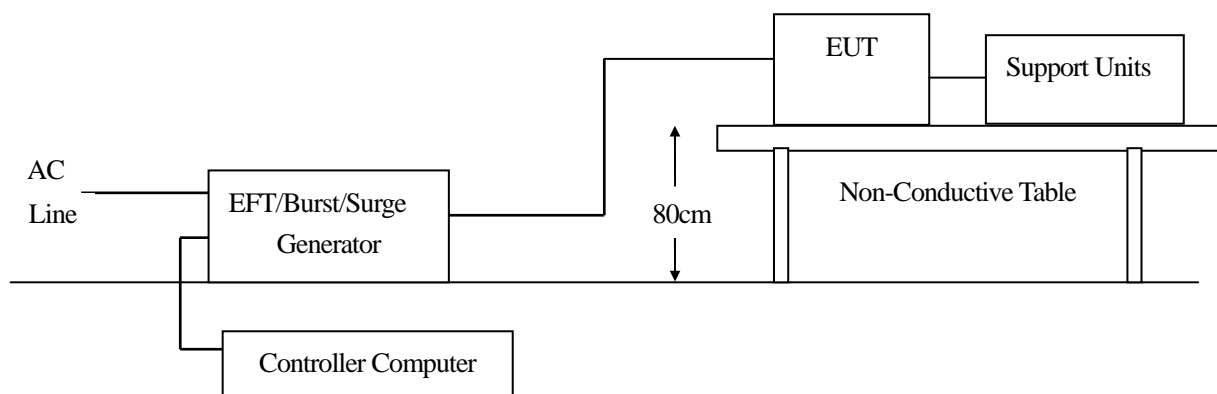 EUT
Support Units
AC
Line
EFT/Burst/Surge
Generator
80cm
Non-Conductive Table
Controller Computer